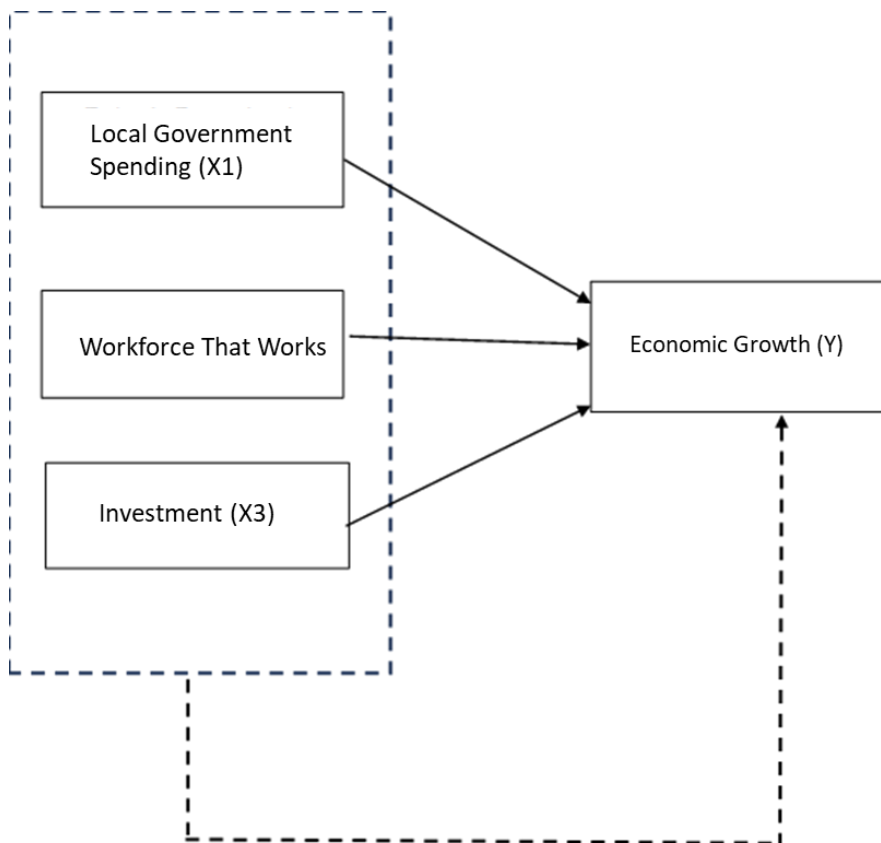 Local Government
Spending (X1)
Workforce That Works
Economic Growth (Y)
Investment (X3)